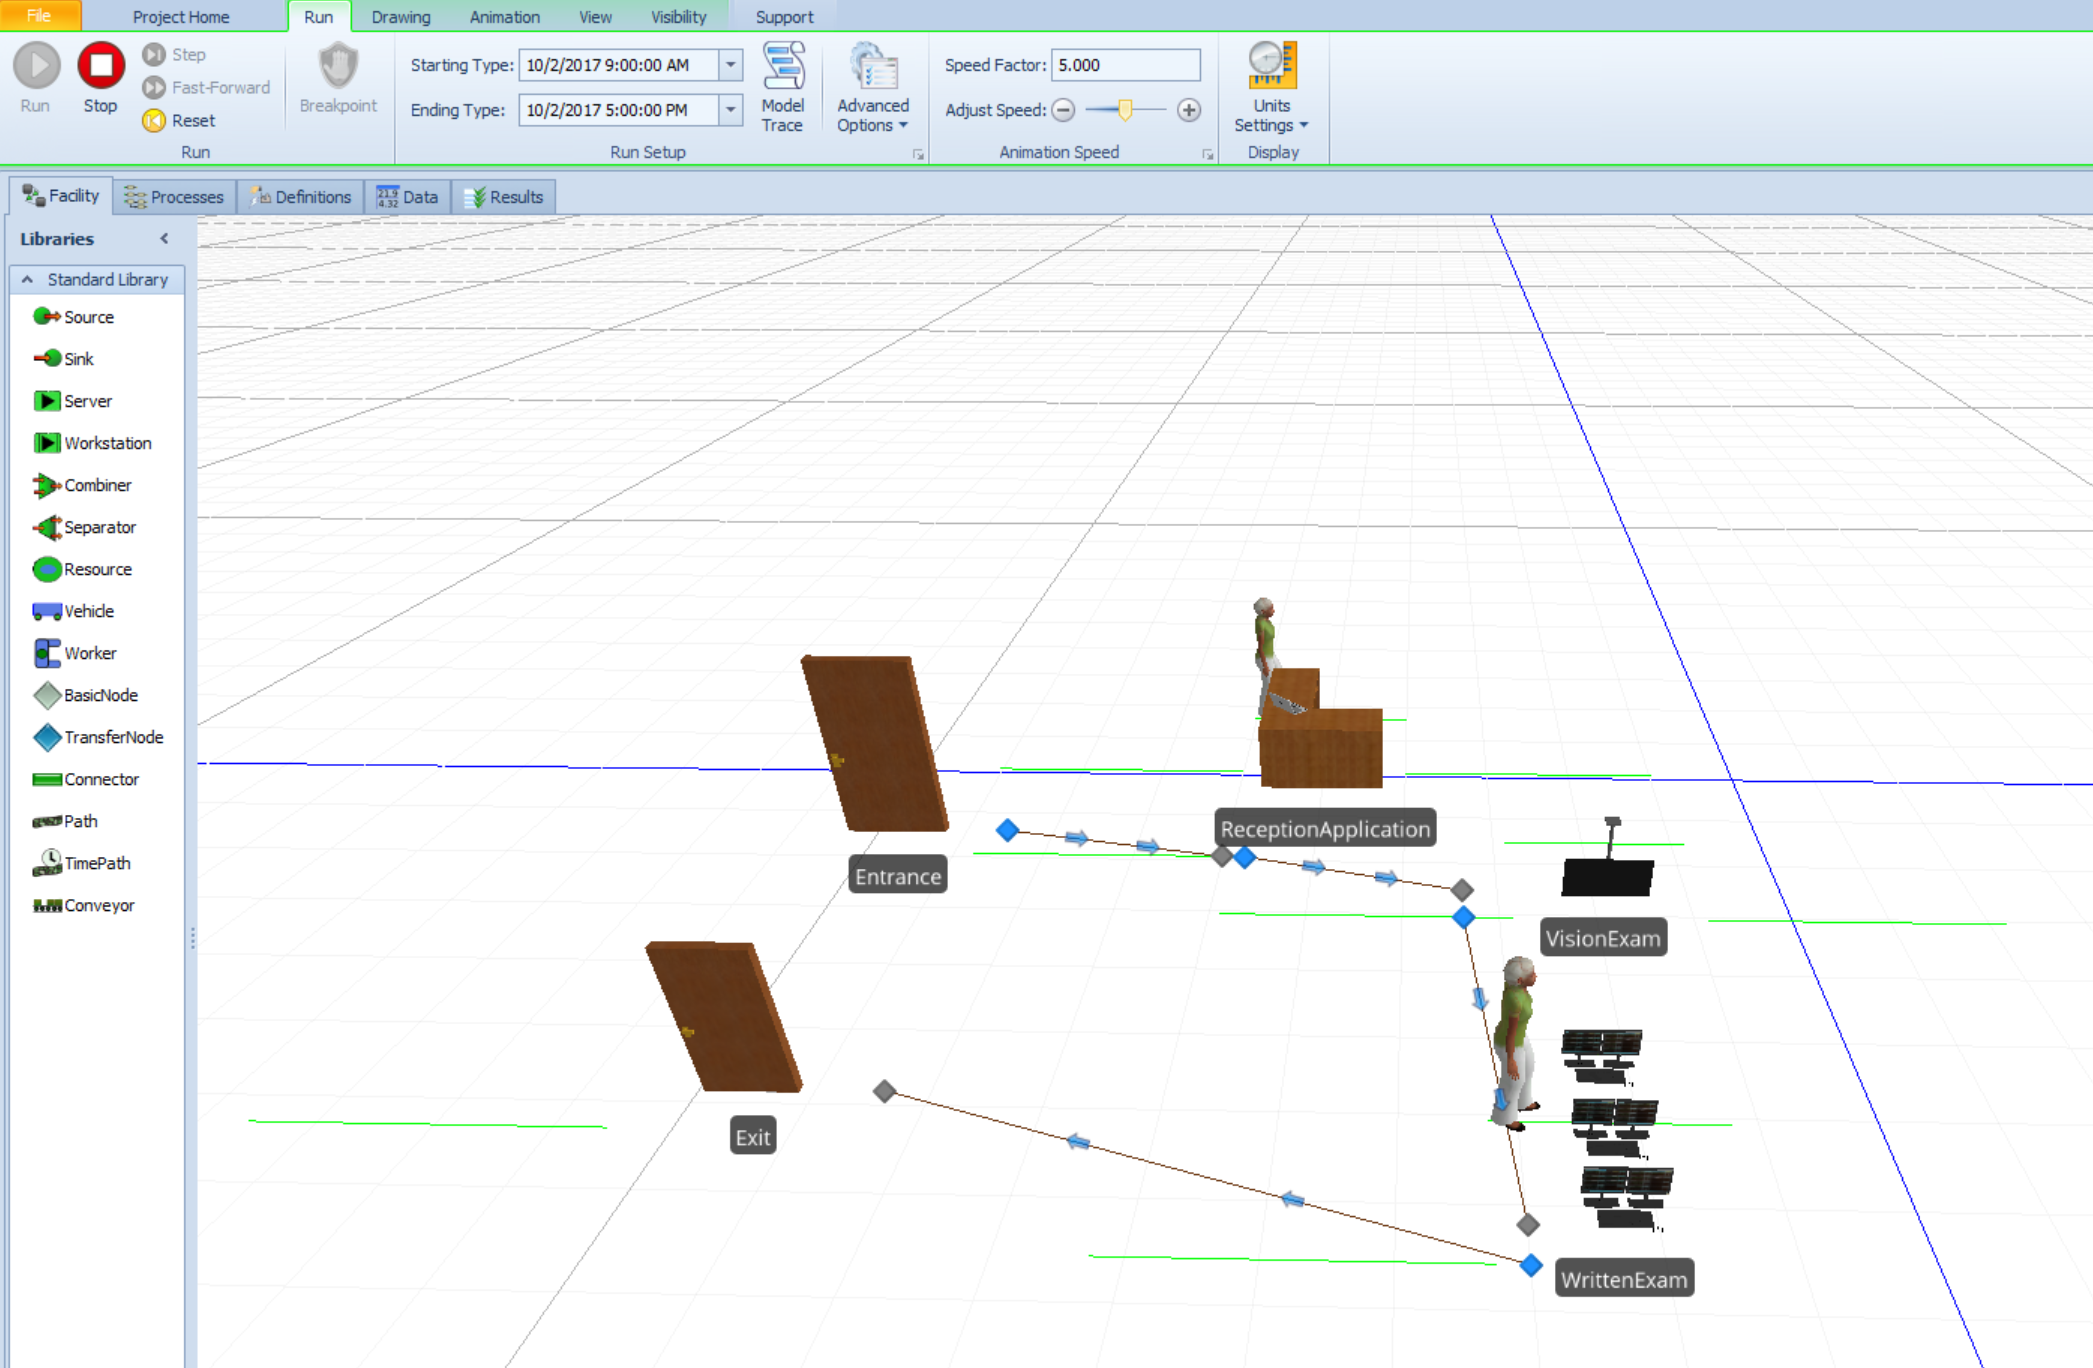 File
Project Home
Run
Drawing
Animation
View
Visibility
Support
Run
Stop
Step
Fast-Forward
Reset
Run
Breakpoint
Starting Type: 10/2/2017 9:00:00 AM
Ending Type: 10/2/2017 5:00:00 PM
Model
Trace
Advanced
Options
Run Setup
Speed Factor: 5.000
Adjust Speed:
Animation Speed
Units
Settings
Display
Facility
Processes
Definitions
21.9
4.32
Data
Results
Libraries
Standard Library
Source
Sink
Server
Workstation
Combiner
Separator
Resource
Vehicle
Worker
BasicNode
TransferNode
Connector
Path
TimePath
Conveyor
ReceptionApplication
Entrance
VisionExam
Exit
WrittenExam